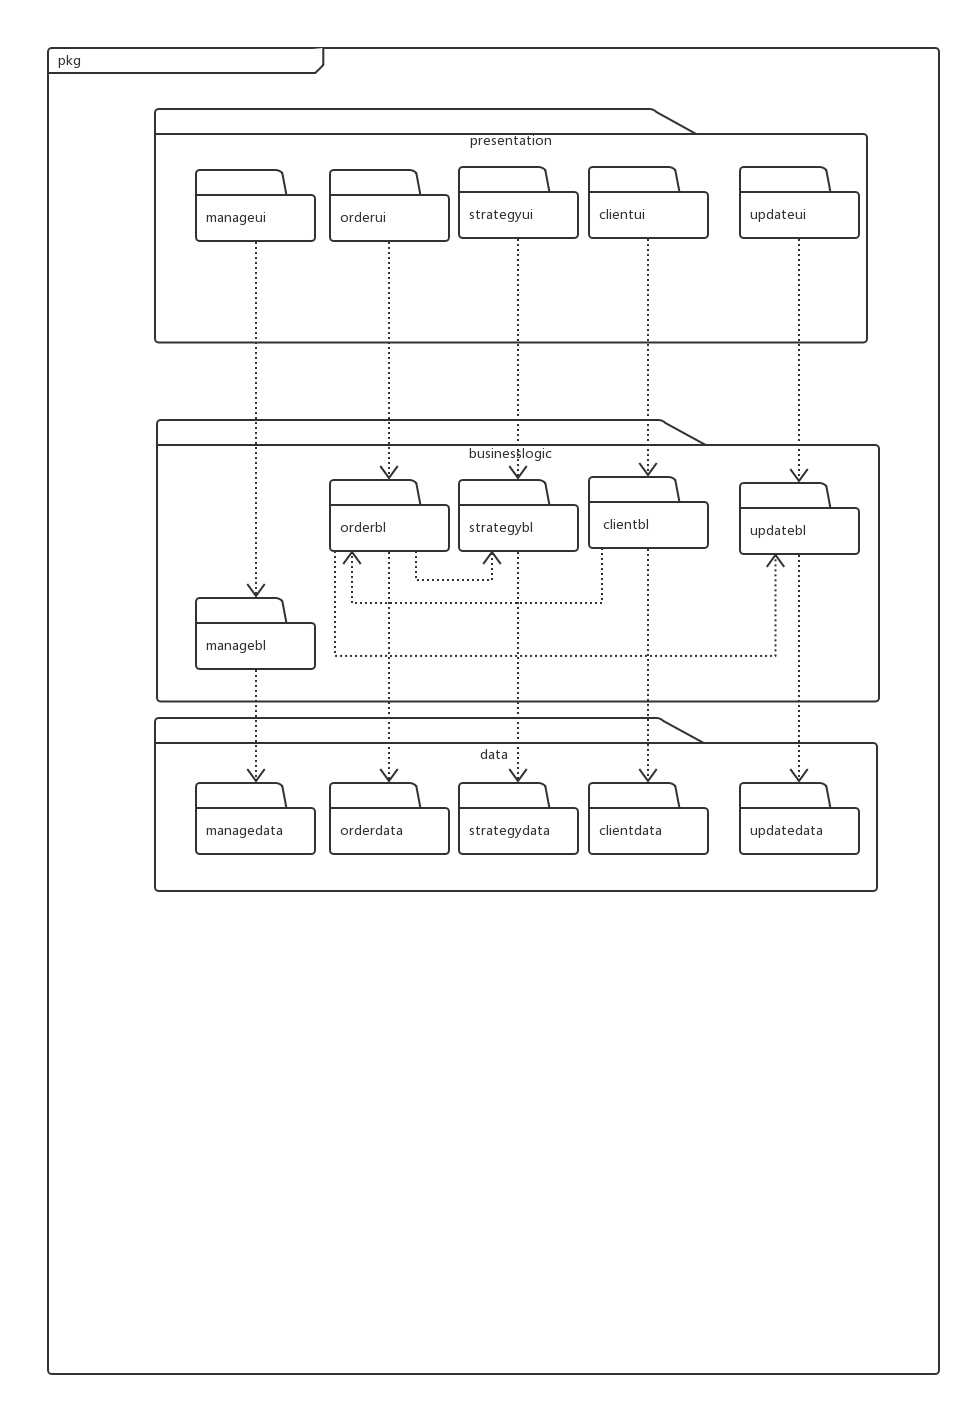 pkg
presentation
manageui
orderui
strategyui
clientui
updateui
businesslogic
orderbl
strategybl
clientbl
updatebl
managebl
data
managedata
orderdata
strategydata
clientdata
updatedata